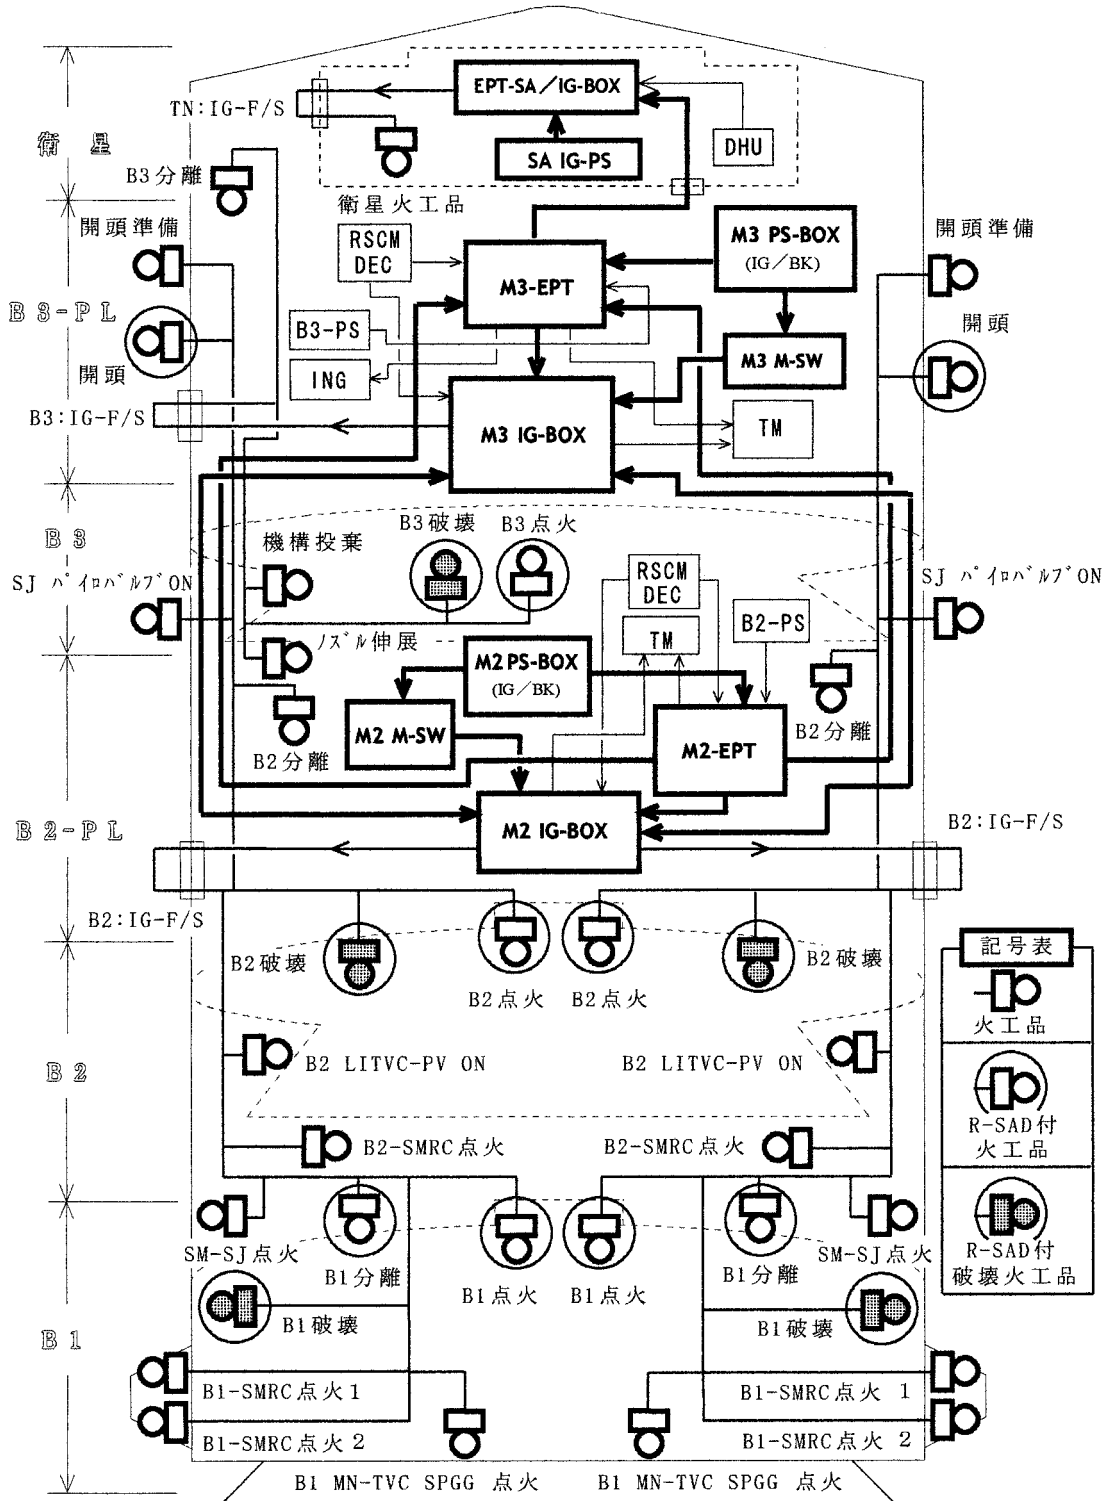 EPT-SA／IG-BOX
TN:IG-F/S
衛 星
DHU
SA IG-PS
B3分離
衛星火工品
開頭準備
RSCM
DEC
M3 PS-BOX
(IG／BK)
開頭準備
M3-EPT
B3-PL
B3-PS
開頭
M3 M-SW
開頭
ING
B3:IG-F/S
M3 IG-BOX
TM
B3破壊
B3点火
B3
機構投棄
SJ ﾊﾟｲﾛﾊﾞﾙﾌﾞON
RSCM
DEC
SJ ﾊﾟｲﾛﾊﾞﾙﾌﾞON
ﾉｽﾞﾙ伸展
TM
B2-PS
M2 PS-BOX
(IG／BK)
M2 M-SW
M2-EPT
B2分離
B2分離
B2-PL
M2 IG-BOX
B2:IG-F/S
B2:IG-F/S
記号表
B2破壊
B2点火
B2点火
B2破壊
火工品
B2
B2 LITVC-PV ON
B2 LITVC-PV ON
R-SAD付
火工品
B2-SMRC点火
B2-SMRC点火
SM-SJ点火
SM-SJ点火
R-SAD付
破壊火工品
B1分離
B1点火
B1点火
B1分離
B1破壊
B1破壊
B1
B1-SMRC点火1
B1-SMRC点火 1
B1-SMRC点火2
B1-SMRC点火 2
B1 MN-TVC SPGG 点火
B1 MN-TVC SPGG 点火